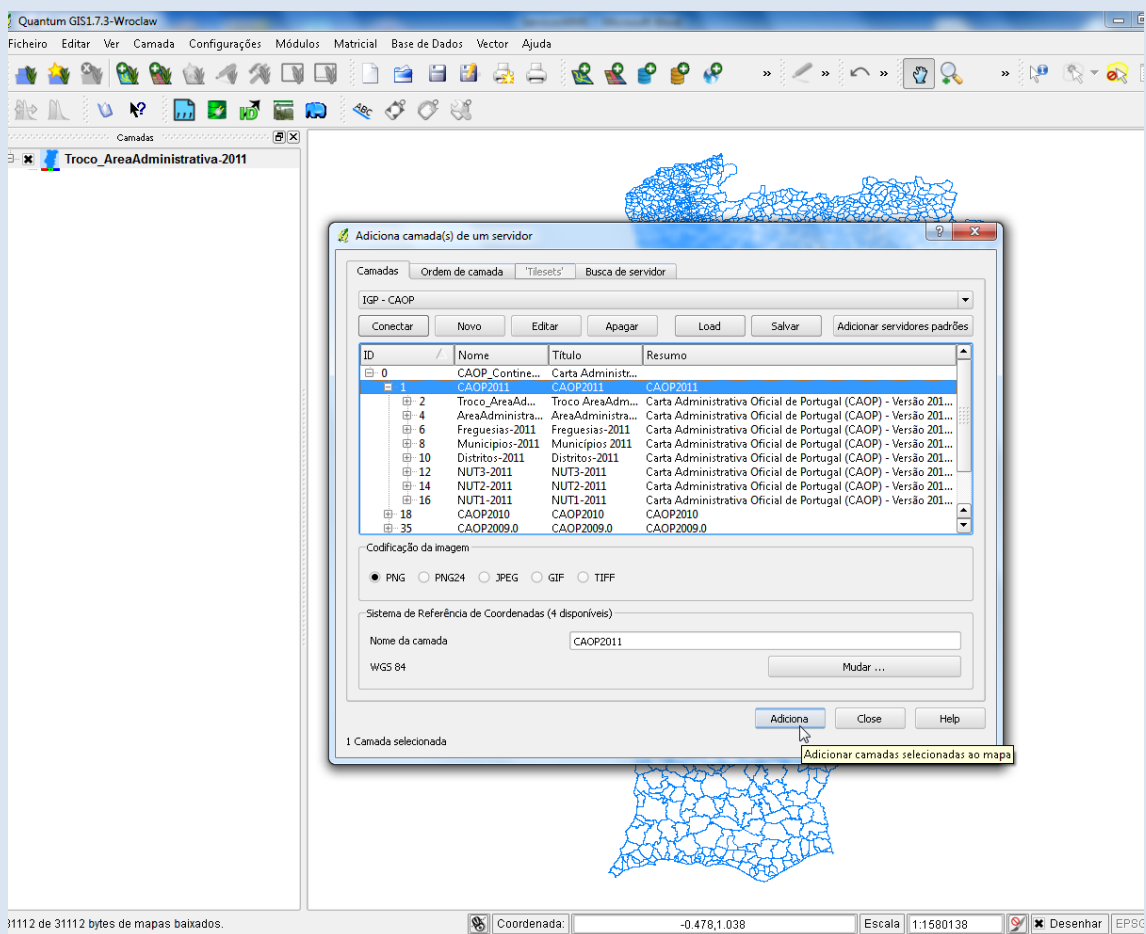 Quantum GIS1.7.3-Wroclaw
Ficheiro Editar Ver Camada Configurações Módulos Matricial Base de Dados Vector Ajuda
» » » »
ABC
Camadas
Troco_AreaAdministrativa-2011
Adiciona camada(s) de um servidor
Camadas Ordem de camada 'Tilesets' Busca de servidor
IGP - CAOP
Conectar Novo Editar Apagar Load Salvar Adicionar servidores padrões
ID Nome Título Resumo
0 CAOP_Contine... Carta Administr...
1 CAOP2011 CAOP2011 CAOP2011
2 Troco_AreaAd... Troco AreaAdm... Carta Administrativa Oficial de Portugal (CAOP) - Versão 201...
4 AreaAdministra... AreaAdministra... Carta Administrativa Oficial de Portugal (CAOP) - Versão 201...
6 Freguesias-2011 Freguesias-2011 Carta Administrativa Oficial de Portugal (CAOP) - Versão 201...
8 Municipios-2011 Municípios 2011 Carta Administrativa Oficial de Portugal (CAOP) - Versão 201...
10 Distritos-2011 Distritos-2011 Carta Administrativa Oficial de Portugal (CAOP) - Versão 201...
12 NUT3-2011 NUT3-2011 Carta Administrativa Oficial de Portugal (CAOP) - Versão 201...
14 NUT2-2011 NUT2-2011 Carta Administrativa Oficial de Portugal (CAOP) - Versão 201...
16 NUT1-2011 NUT1-2011 Carta Administrativa Oficial de Portugal (CAOP) - Versão 201...
18 CAOP2010 CAOP2010 CAOP2010
35 CAOP2009.0 CAOP2009.0 CAOP2009.0
Codificação da imagem
PNG PNG24 JPEG GIF TIFF
Sistema de Referência de Coordenadas (4 disponíveis)
Nome da camada CAOP2011
WGS 84 Mudar ...
Adiciona Close Help
1 Camada selecionada
Adicionar camadas selecionadas ao mapa
31112 de 31112 bytes de mapas baixados. Coordenada: -0.478,1.038 Escala 1:1580138 Desenhar EPSG